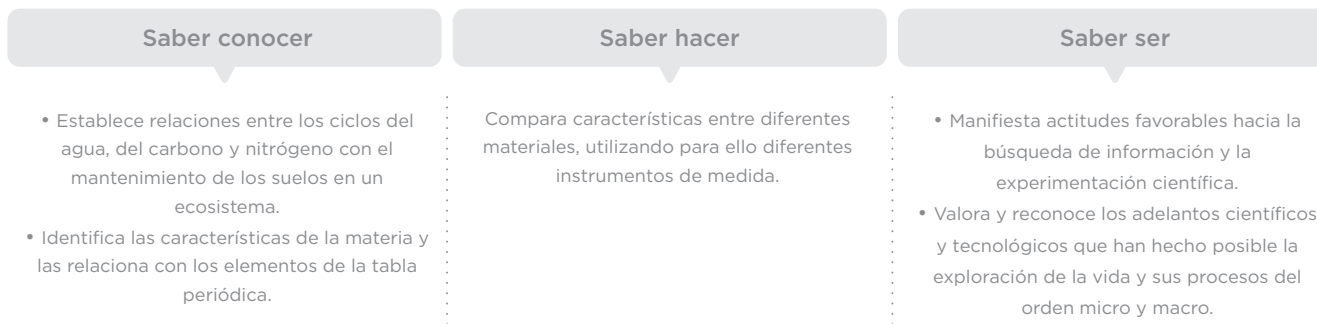 Saber conocer
• Establece relaciones entre los ciclos del
agua, del carbono y nitrógeno con el
mantenimiento de los suelos en un
ecosistema.
• Identifica las características de la materia y
las relaciona con los elementos de la tabla
periódica.
Saber hacer
Compara características entre diferentes
materiales, utilizando para ello diferentes
instrumentos de medida.
Saber ser
• Manifiesta actitudes favorables hacia la
búsqueda de información y la
experimentación científica.
• Valora y reconoce los adelantos científicos
y tecnológicos que han hecho posible la
exploración de la vida y sus procesos del
orden micro y macro.